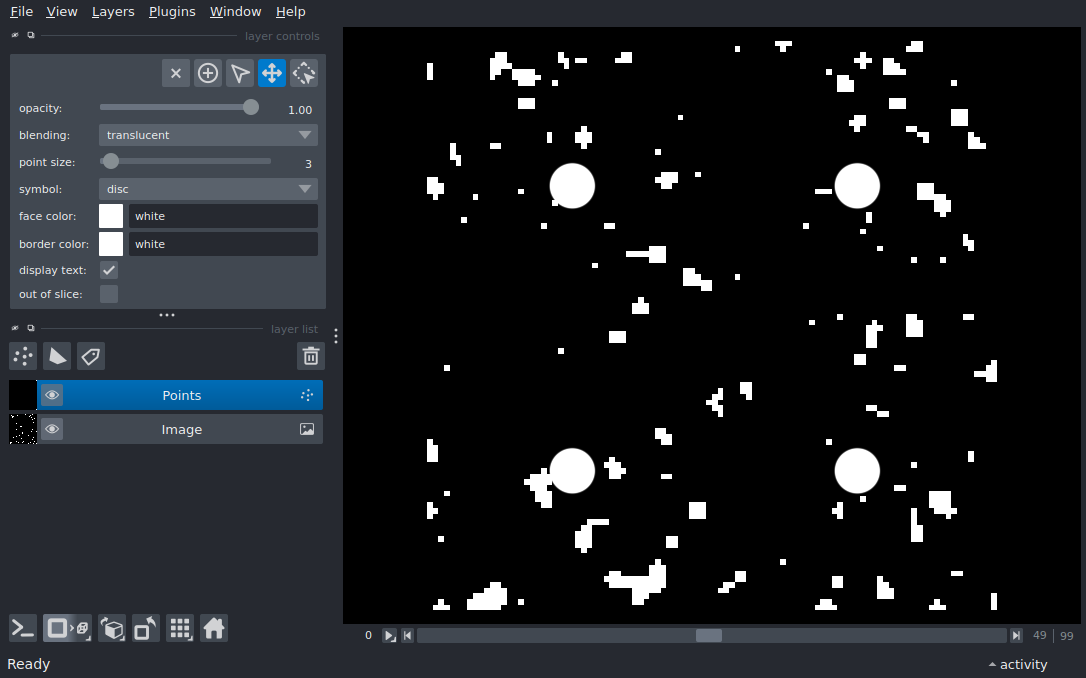 File View Layers Plugins Window Help
layer controls
opacity: 1.00
blending: translucent
point size: 3
symbol: disc
face color: white
border color: white
display text:
out of slice:
layer list
Points
Image
0 49 99
Ready activity